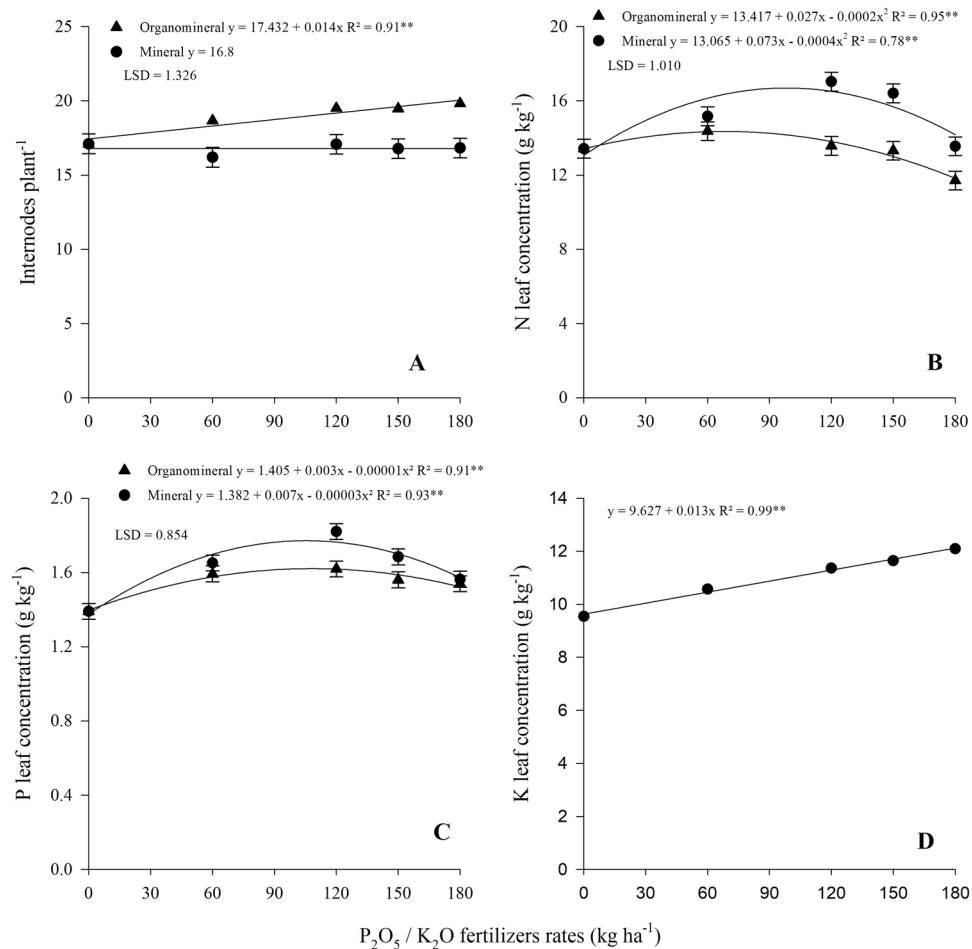 Organomineral y = 17.432 + 0.014x R² = 0.91**
Mineral y = 16.8
LSD = 1.326
25
20
15
10
5
0
0 30 60 90 120 150 180
Internodes plant⁻¹
A
Organomineral y = 13.417 + 0.027x - 0.0002x² R² = 0.95**
Mineral y = 13.065 + 0.073x - 0.0004x² R² = 0.78**
LSD = 1.010
20
16
12
8
4
0
0 30 60 90 120 150 180
N leaf concentration (g kg⁻¹)
B
Organomineral y = 1.405 + 0.003x - 0.00001x² R² = 0.91**
Mineral y = 1.382 + 0.007x - 0.00003x² R² = 0.93**
LSD = 0.854
2.0
1.6
1.2
0.8
0.4
0.0
0 30 60 90 120 150 180
P leaf concentration (g kg⁻¹)
C
y = 9.627 + 0.013x R² = 0.99**
14
12
10
8
6
4
2
0
0 30 60 90 120 150 180
K leaf concentration (g kg⁻¹)
D
P₂O₅ / K₂O fertilizers rates (kg ha⁻¹)